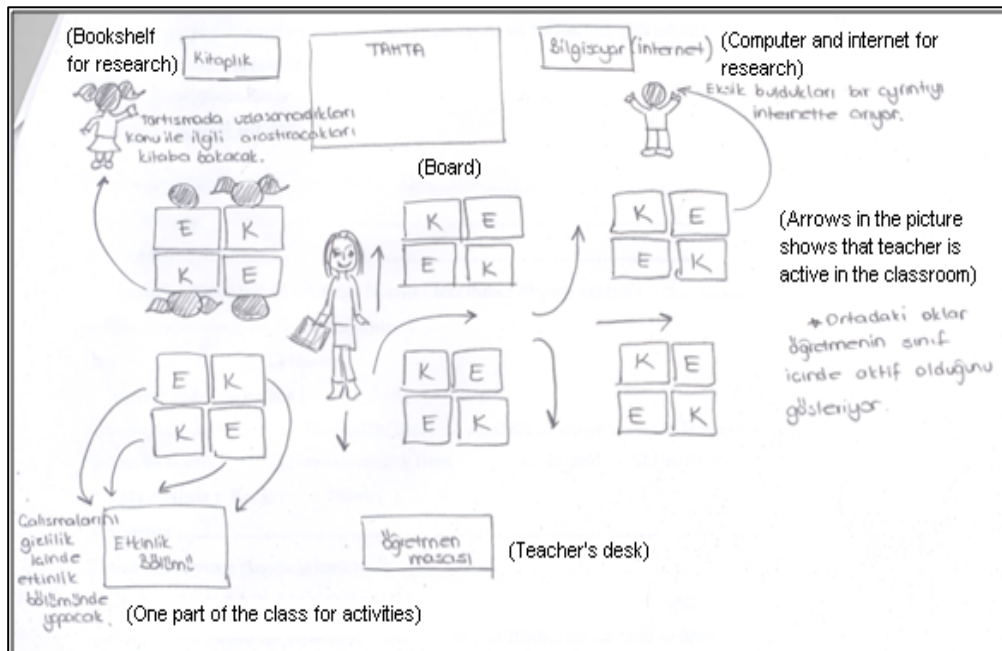 (Bookshelf
for research)
Kitaplık
TAHTA
Bilgisayar (internet)
(Computer and internet for
research)
Tartışmada uzlaşamadıkları
konu ile ilgili araştıracakları
kitaba bakacak.
Eksik buldukları bir ayrıntıyı
internette arıyor.
(Board)
E K
K E
K E
E K
K E
E K
(Arrows in the picture
shows that teacher is
active in the classroom)
* Ortadaki oklar
öğretmenin sınıf
içinde aktif olduğunu
gösteriyor.
E K
K E
K E
E K
K E
E K
Çalışmalarını
gizlilik
içinde
etkinlik
bölümünde
yapacak.
Etkinlik
Bölümü
(One part of the class for activities)
Öğretmen
masası
(Teacher's desk)